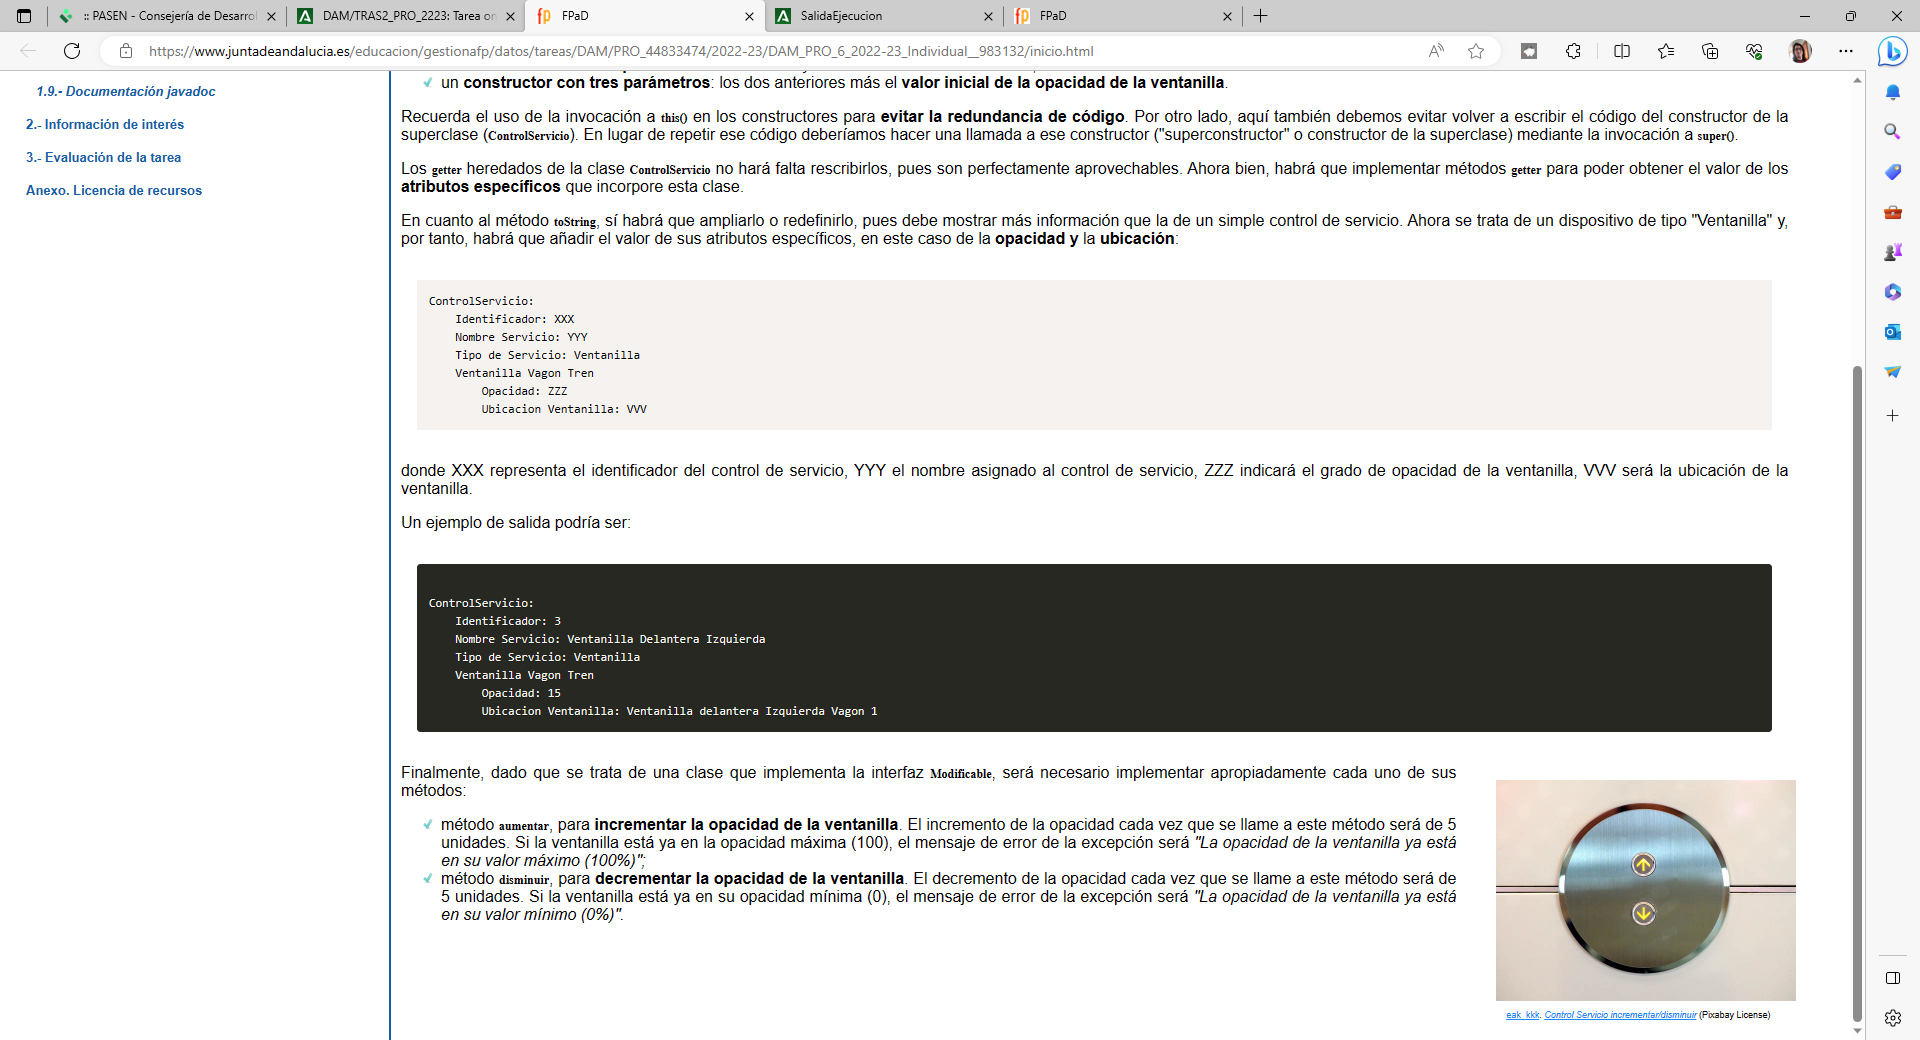 :: PASEN - Consejería de Desarrol
DAM/TRAS2_PRO_2223: Tarea on
FPaD
SalidaEjecucion
FPaD
https://www.juntadeandalucia.es/educacion/gestionafp/datos/tareas/DAM/PRO_44833474/2022-23/DAM_PRO_6_2022-23_Individual__983132/inicio.html
1.9.- Documentación javadoc
2.- Información de interés
3.- Evaluación de la tarea
Anexo. Licencia de recursos
un constructor con tres parámetros: los dos anteriores más el valor inicial de la opacidad de la ventanilla.
Recuerda el uso de la invocación a this() en los constructores para evitar la redundancia de código. Por otro lado, aquí también debemos evitar volver a escribir el código del constructor de la
superclase (ControlServicio). En lugar de repetir ese código deberíamos hacer una llamada a ese constructor ("superconstructor" o constructor de la superclase) mediante la invocación a super().
Los getter heredados de la clase ControlServicio no hará falta rescribirlos, pues son perfectamente aprovechables. Ahora bien, habrá que implementar métodos getter para poder obtener el valor de los
atributos específicos que incorpore esta clase.
En cuanto al método toString, sí habrá que ampliarlo o redefinirlo, pues debe mostrar más información que la de un simple control de servicio. Ahora se trata de un dispositivo de tipo "Ventanilla" y,
por tanto, habrá que añadir el valor de sus atributos específicos, en este caso de la opacidad y la ubicación:
ControlServicio:
Identificador: XXX
Nombre Servicio: YYY
Tipo de Servicio: Ventanilla
Ventanilla Vagon Tren
Opacidad: ZZZ
Ubicacion Ventanilla: VVV
donde XXX representa el identificador del control de servicio, YYY el nombre asignado al control de servicio, ZZZ indicará el grado de opacidad de la ventanilla, VVV será la ubicación de la
ventanilla.
Un ejemplo de salida podría ser:
ControlServicio:
Identificador: 3
Nombre Servicio: Ventanilla Delantera Izquierda
Tipo de Servicio: Ventanilla
Ventanilla Vagon Tren
Opacidad: 15
Ubicacion Ventanilla: Ventanilla delantera Izquierda Vagon 1
Finalmente, dado que se trata de una clase que implementa la interfaz Modificable, será necesario implementar apropiadamente cada uno de sus
métodos:
método aumentar, para incrementar la opacidad de la ventanilla. El incremento de la opacidad cada vez que se llame a este método será de 5
unidades. Si la ventanilla está ya en la opacidad máxima (100), el mensaje de error de la excepción será "La opacidad de la ventanilla ya está
en su valor máximo (100%)";
método disminuir, para decrementar la opacidad de la ventanilla. El decremento de la opacidad cada vez que se llame a este método será de
5 unidades. Si la ventanilla está ya en su opacidad mínima (0), el mensaje de error de la excepción será "La opacidad de la ventanilla ya está
en su valor mínimo (0%)".
eak_kkk. Control Servicio incrementar/disminuir (Pixabay License)